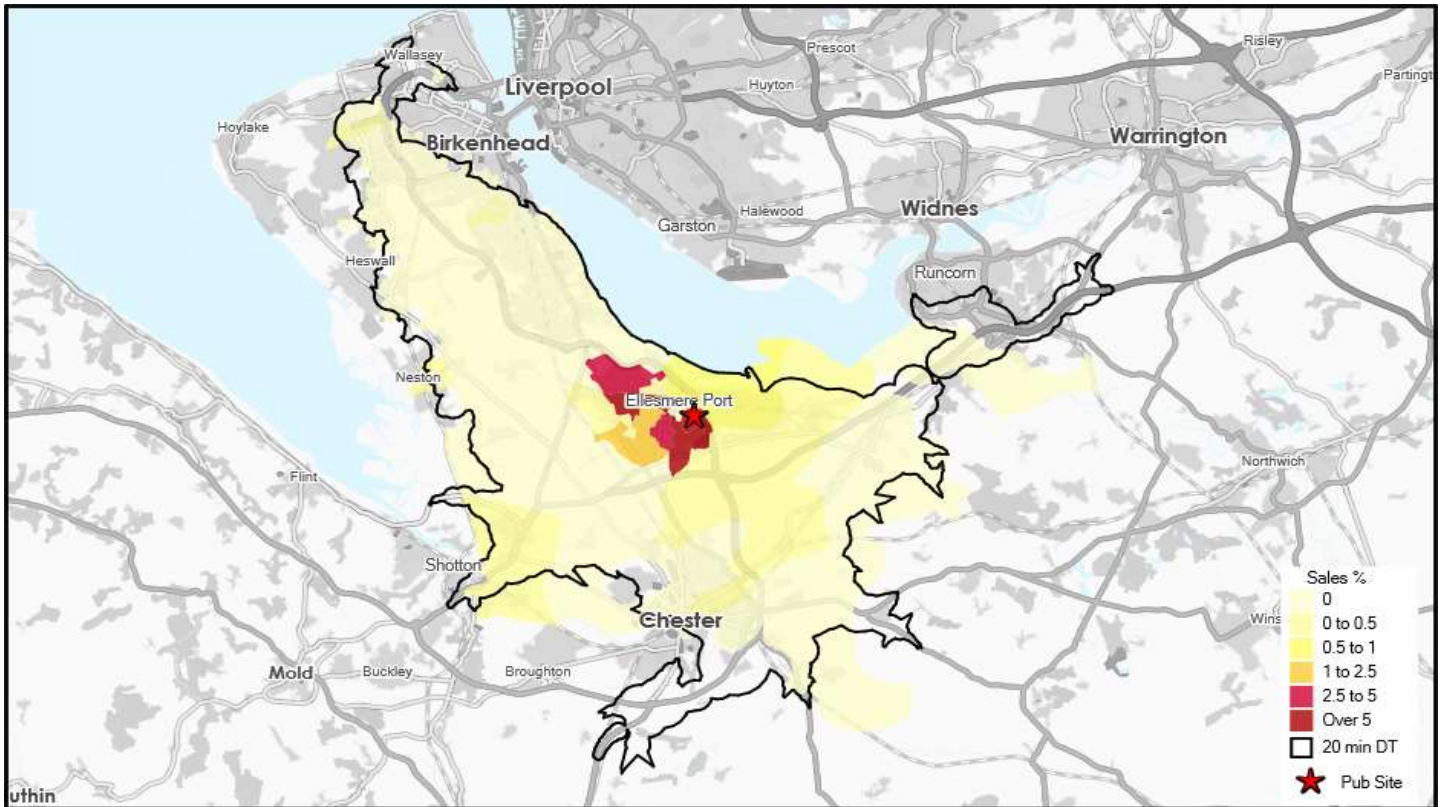 Wallasey
Prescot
Risley
Liverpool
Huyton
Partingt
Hoylake
Birkenhead
Warrington
Widnes
Garston
Halewood
Heswall
Runcorn
Neston
Ellesmere Port
Northwich
Flint
Shotton
Chester
Wins
Mold
Buckley
Broughton
uthin
Sales %
0
0 to 0.5
0.5 to 1
1 to 2.5
2.5 to 5
Over 5
20 min DT
Pub Site